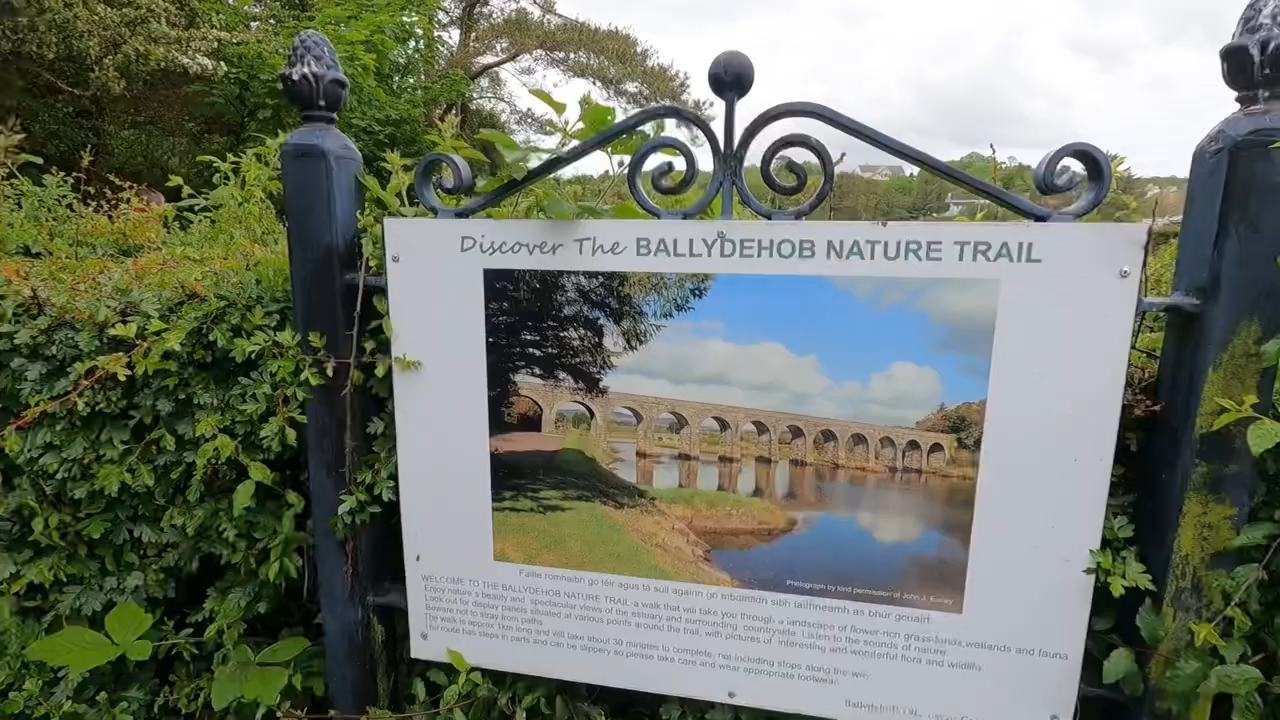 Discover The BALLYDEHOB NATURE TRAIL
Photograph by kind permission of John J.
Fáilte romhaibh go léir agus tá súil againn go mbainfidh sibh taithneamh as bhúr gcuairt
WELCOME TO THE BALLYDEHOB NATURE TRAIL-a walk that will take you through a landscape of flower-rich grass-lands, wetlands and fauna
Enjoy nature's beauty and spectacular views of the estuary and surrounding countryside. Listen to the sounds of nature.
Look out for display panels situated at various points around the trail, with pictures of interesting and wonderful flora and wildlife.
Beware not to stray from paths
The walk is approx 1km long and will take about 30 minutes to complete, not including stops along the way.
The route has steps in parts and can be slippery so please take care and wear appropriate footwear.